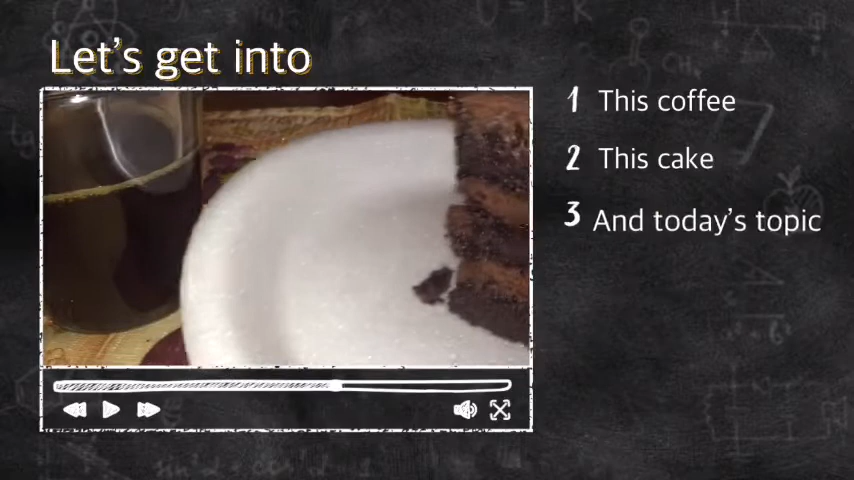 Let's get into
1 This coffee
2 This cake
3 And today's topic